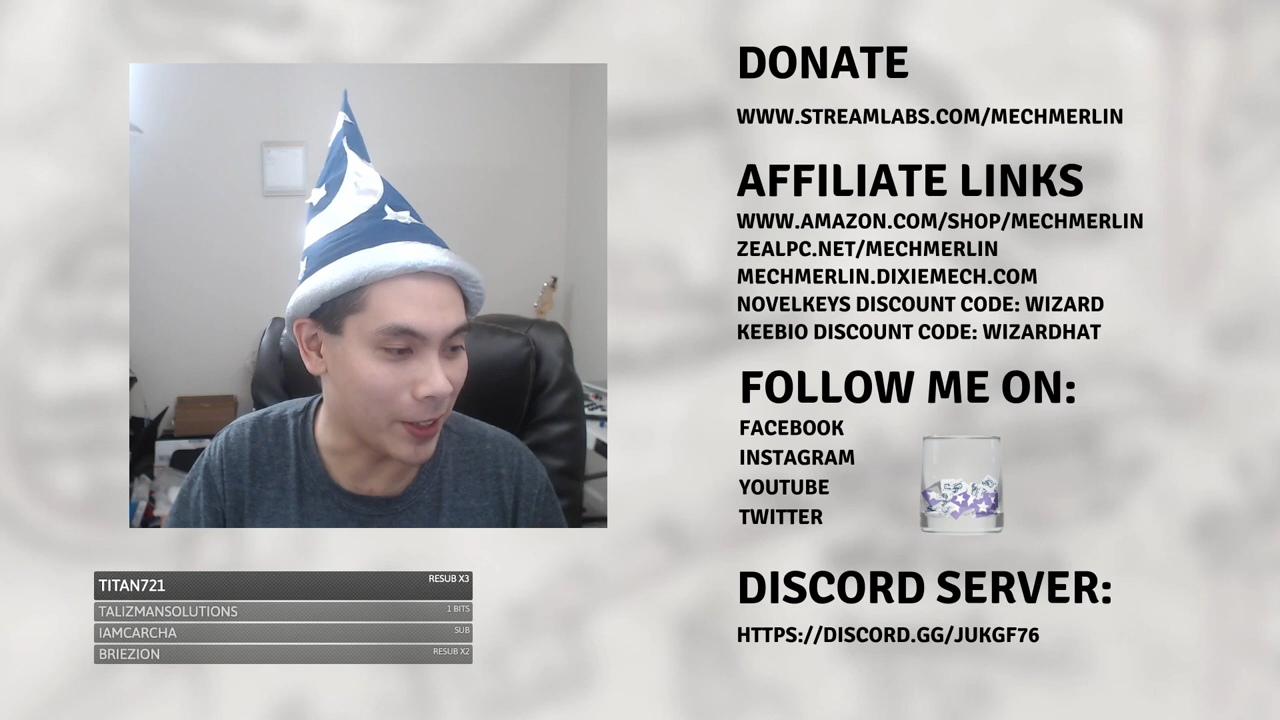 DONATE
WWW.STREAMLABS.COM/MECHMERLIN
AFFILIATE LINKS
WWW.AMAZON.COM/SHOP/MECHMERLIN
ZEALPC.NET/MECHMERLIN
MECHMERLIN.DIXIEMECH.COM
NOVELKEYS DISCOUNT CODE: WIZARD
KEEBIO DISCOUNT CODE: WIZARDHAT
FOLLOW ME ON:
FACEBOOK
INSTAGRAM
YOUTUBE
TWITTER
DISCORD SERVER:
HTTPS://DISCORD.GG/JUKGF76
TITAN721 RESUB X3
TALIZMANSOLUTIONS 1 BITS
IAMCARCHA SUB
BRIEZION RESUB X2